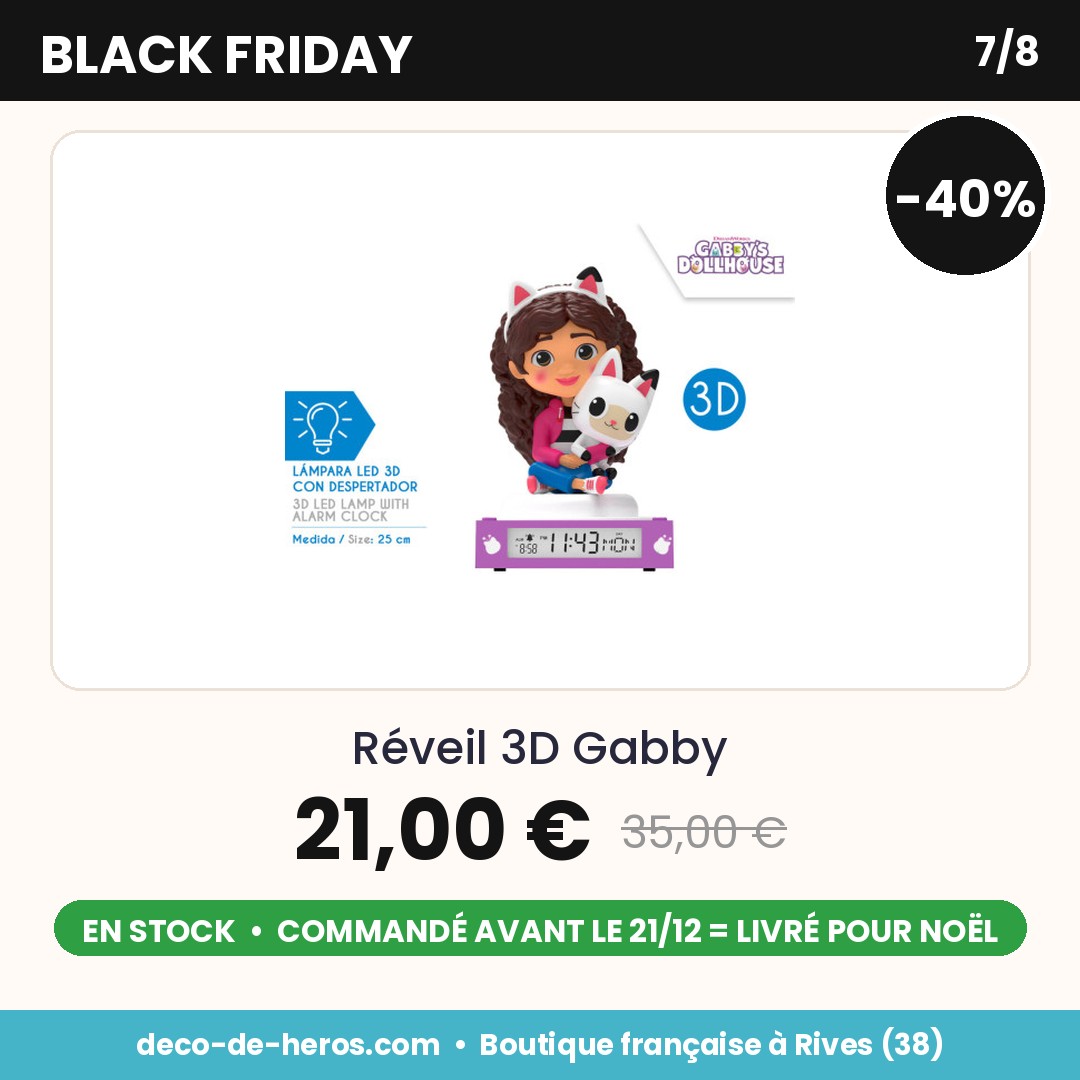 BLACK FRIDAY
7/8
-40%
GABBY'S
DOLLHOUSE
3D
LÁMPARA LED 3D
CON DESPERTADOR
3D LED LAMP WITH
ALARM CLOCK
Medida / Size: 25 cm
8:58
11:43 MON
Réveil 3D Gabby
21,00 € 35,00 €
EN STOCK • COMMANDÉ AVANT LE 21/12 = LIVRÉ POUR NOËL
deco-de-heros.com • Boutique française à Rives (38)